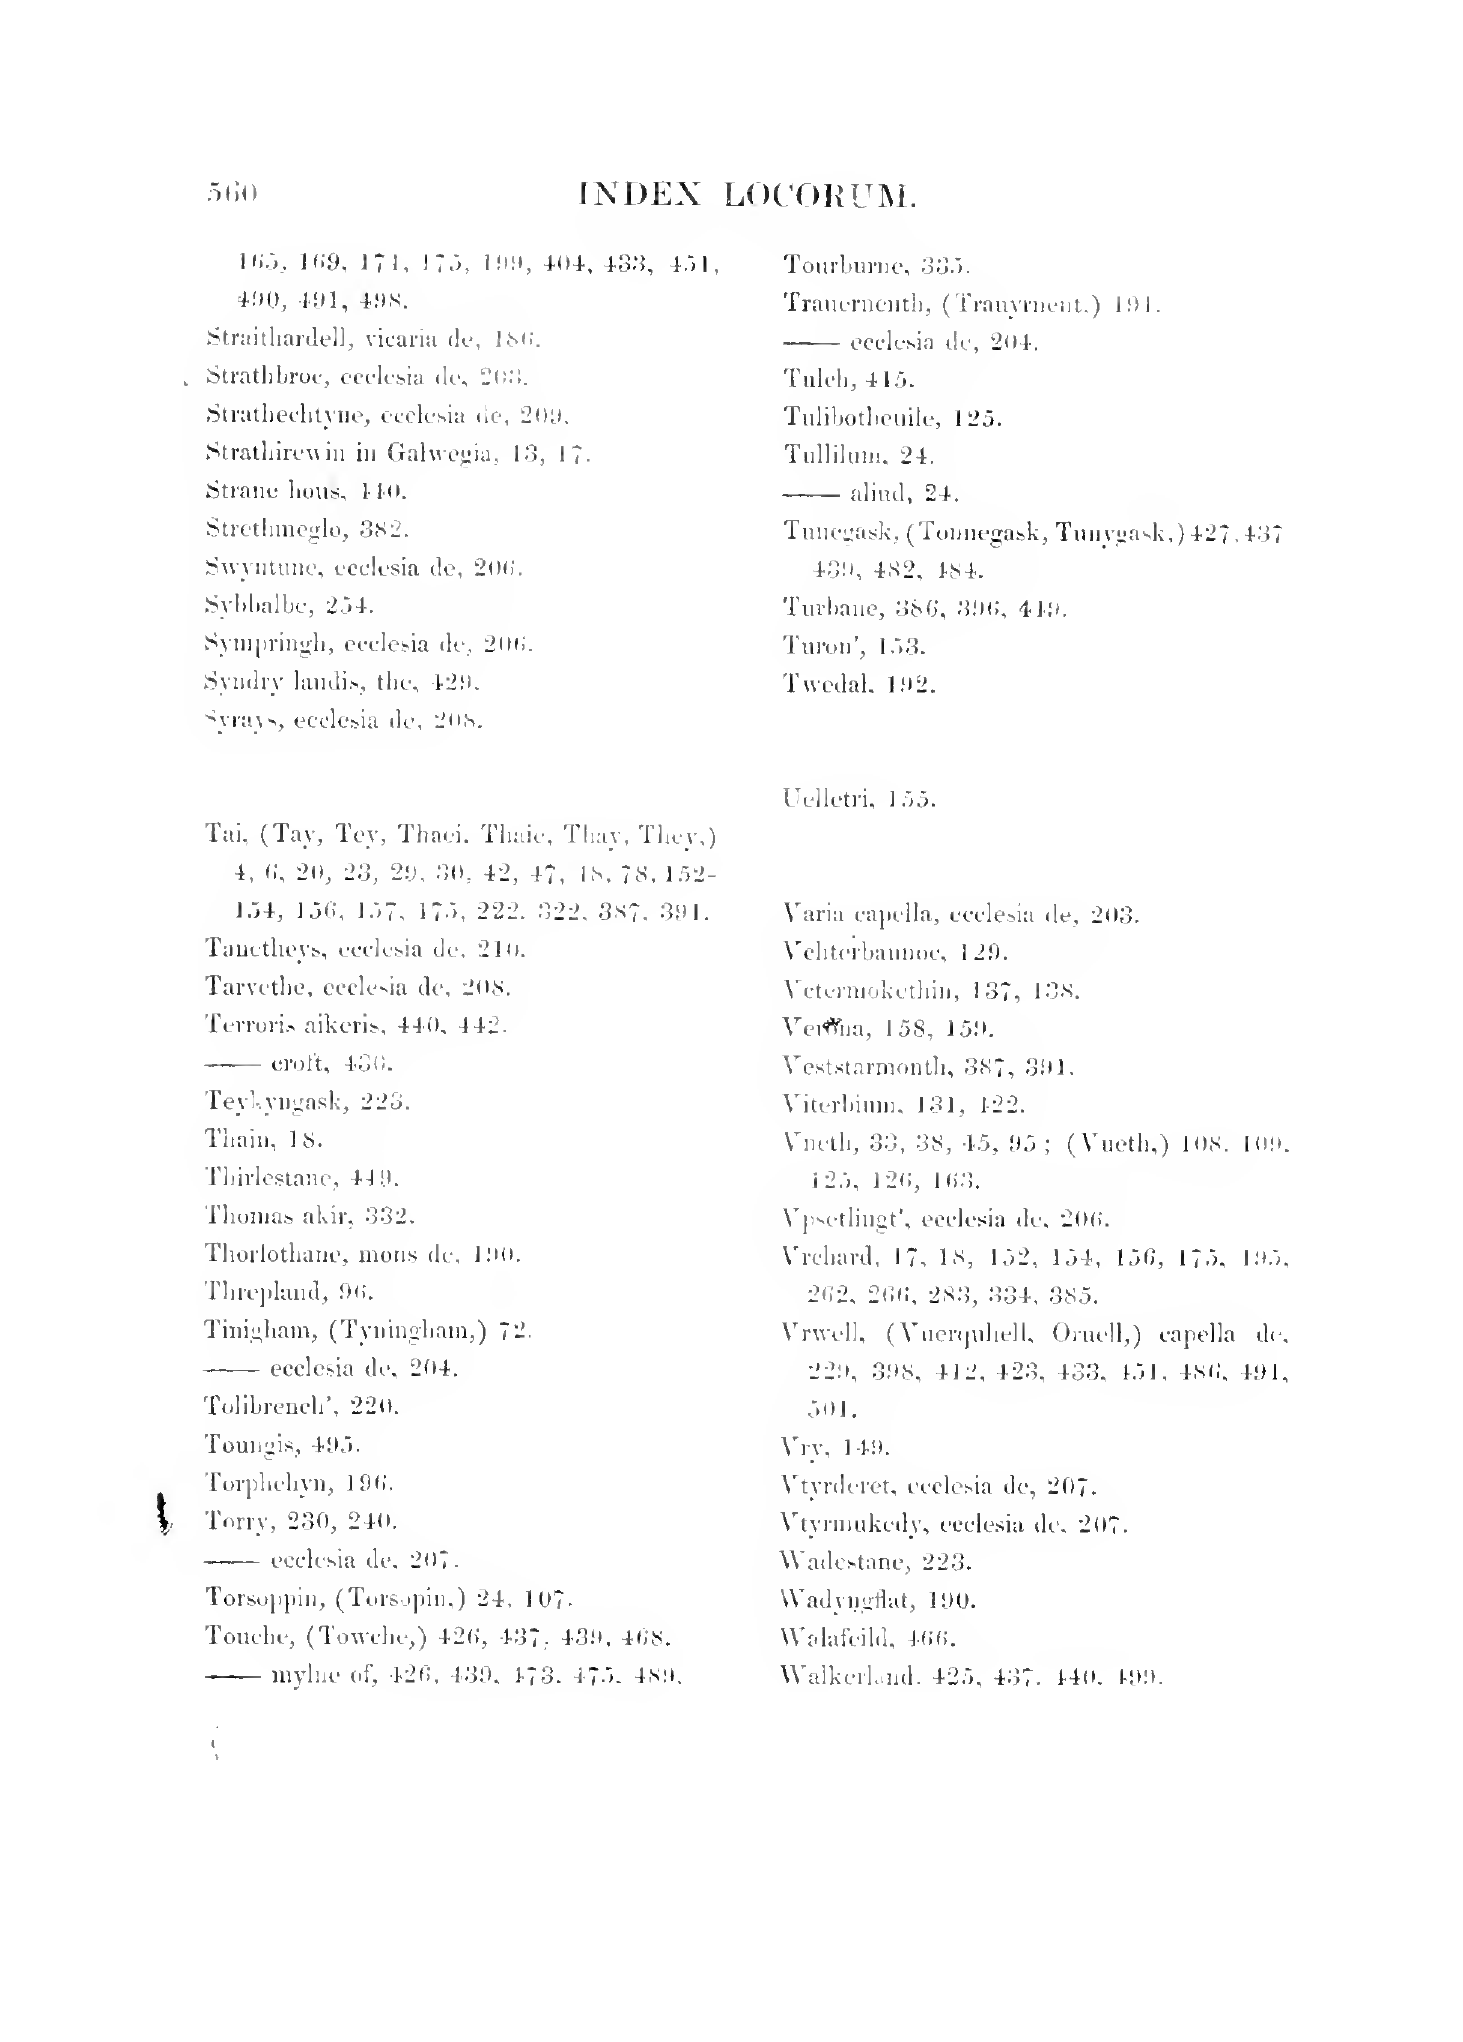 560
INDEX LOCORUM.
165, 169, 171, 175, 199, 404, 433, 451,
490, 491, 498.
Straithardell, vicaria de, 186.
Strathbroc, ecclesia de, 203.
Strathechtyne, ecclesia de, 209.
Strathirewin in Galwegia, 13, 17.
Strane hous, 440.
Strethmeglo, 382.
Swyntune, ecclesia de, 206.
Sybbalbe, 254.
Sympringh, ecclesia de, 206.
Syndry landis, the, 429.
Syrays, ecclesia de, 208.
Tai, (Tay, Tey, Thaei, Thaie, Thay, They,)
4, 6, 20, 23, 29, 30, 42, 47, 48, 78, 152-
154, 156, 157, 175, 222, 322, 387, 391.
Tanetheys, ecclesia de, 210.
Tarvethe, ecclesia de, 208.
Terroris aikeris, 440, 442.
—— croft, 436.
Teykyngask, 223.
Thain, 18.
Thirlestane, 449.
Thomas akir, 332.
Thorlothane, mons de, 190.
Threpland, 96.
Tinigham, (Tyningham,) 72.
—— ecclesia de, 204.
Tolibrench', 220.
Toungis, 495.
Torphichyn, 196.
Torry, 230, 240.
—— ecclesia de, 207.
Torsoppin, (Torsopin,) 24, 107.
Touche, (Towche,) 426, 437, 439, 468.
—— mylne of, 426, 439, 473, 475, 489.
Tourburne, 335.
Trauernenth, (Trauyrnent,) 191.
—— ecclesia de, 204.
Tulch, 415.
Tulibotheuile, 125.
Tullilum, 24.
—— aliud, 24.
Tunegask, (Tonnegask, Tunygask,) 427, 437
439, 482, 484.
Turbane, 386, 396, 419.
Turon', 153.
Twedal, 192.
Uelletri, 155.
Varia capella, ecclesia de, 203.
Vchterbannoc, 129.
Vctermokethin, 137, 138.
Verona, 158, 159.
Veststarmonth, 387, 391.
Viterbium, 131, 422.
Vneth, 33, 38, 45, 95; (Vueth,) 108, 109,
125, 126, 163.
Vpsetlingt', ecclesia de, 206.
Vrchard, 17, 18, 152, 154, 156, 175, 195,
262, 266, 283, 334, 385.
Vrwell, (Vuerquhell, Oruell,) capella de,
229, 398, 412, 423, 433, 451, 486, 491,
501.
Vry, 149.
Vtyrderet, ecclesia de, 207.
Vtyrmukedy, ecclesia de, 207.
Wadestane, 223.
Wadyngflat, 190.
Walafeild, 466.
Walkerland, 425, 437, 440, 499.